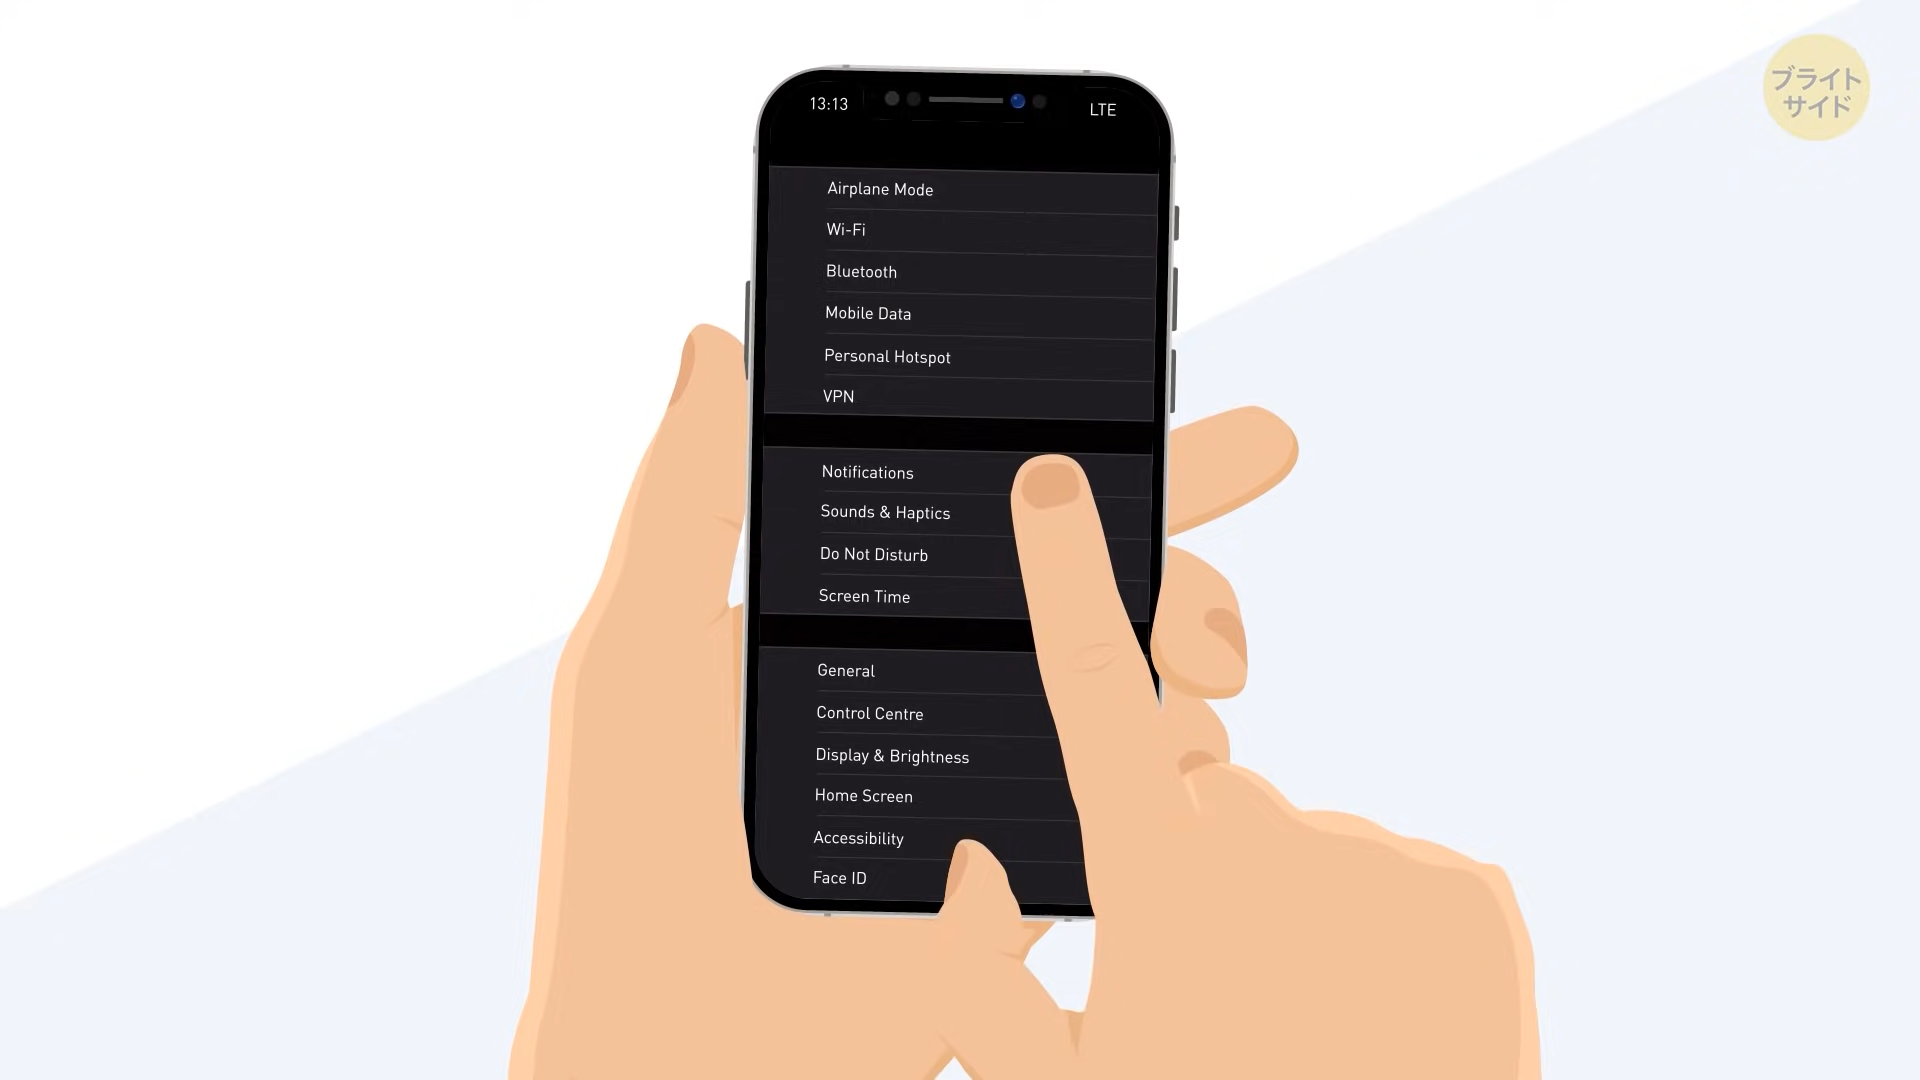 13:13
LTE
ブライト
サイド
Airplane Mode
Wi-Fi
Bluetooth
Mobile Data
Personal Hotspot
VPN
Notifications
Sounds & Haptics
Do Not Disturb
Screen Time
General
Control Centre
Display & Brightness
Home Screen
Accessibility
Face ID